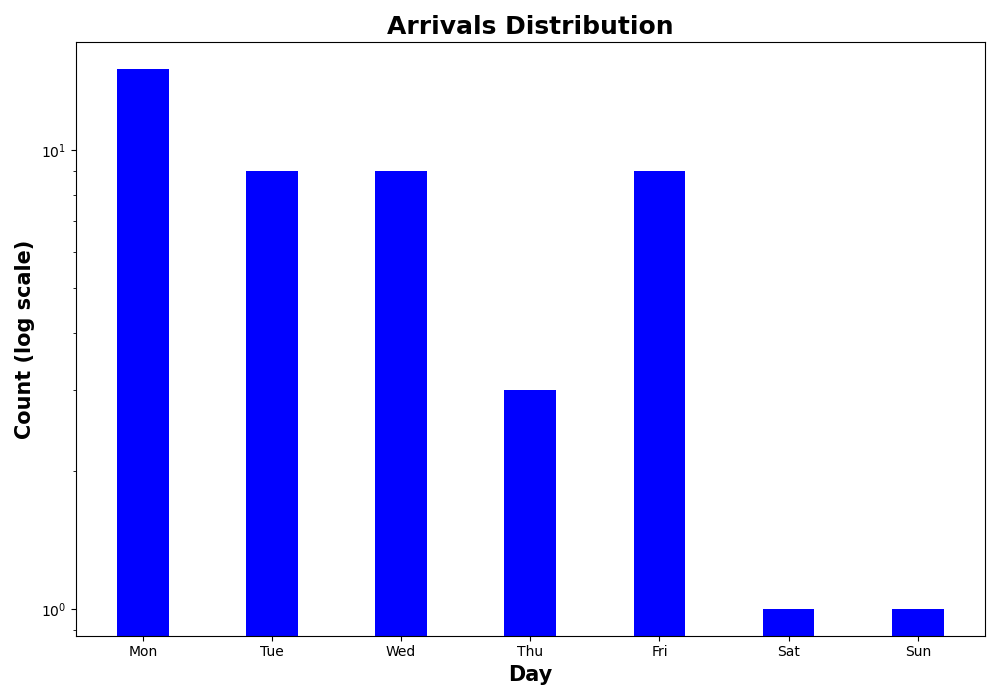 Arrivals Distribution
Count (log scale)
10¹
10⁰
Mon Tue Wed Thu Fri Sat Sun
Day